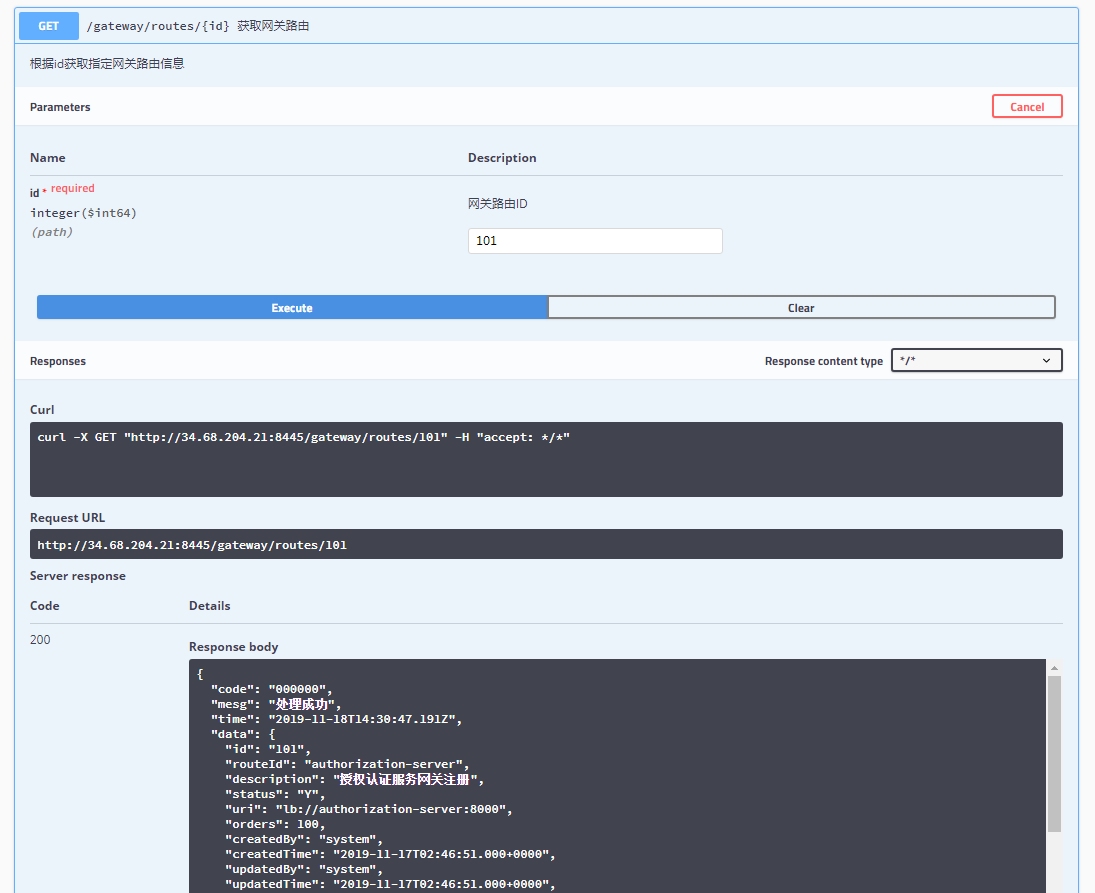 GET /gateway/routes/{id} 获取网关路由
根据id获取指定网关路由信息
Parameters
Cancel
Name Description
id * required
integer($int64)
(path)
网关路由ID
101
Execute Clear
Responses Response content type */*
Curl
curl -X GET "http://34.68.204.21:8445/gateway/routes/101" -H "accept: */*"
Request URL
http://34.68.204.21:8445/gateway/routes/101
Server response
Code Details
200
Response body
{
"code": "000000",
"mesg": "处理成功",
"time": "2019-11-18T14:30:47.191Z",
"data": {
"id": "101",
"routeId": "authorization-server",
"description": "授权认证服务网关注册",
"status": "Y",
"uri": "lb://authorization-server:8000",
"orders": 100,
"createdBy": "system",
"createdTime": "2019-11-17T02:46:51.000+0000",
"updatedBy": "system",
"updatedTime": "2019-11-17T02:46:51.000+0000",